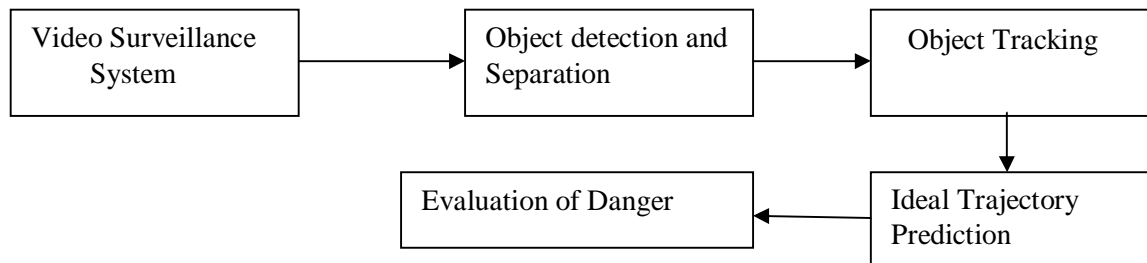 Video Surveillance
System
Object detection and
Separation
Object Tracking
Ideal Trajectory
Prediction
Evaluation of Danger